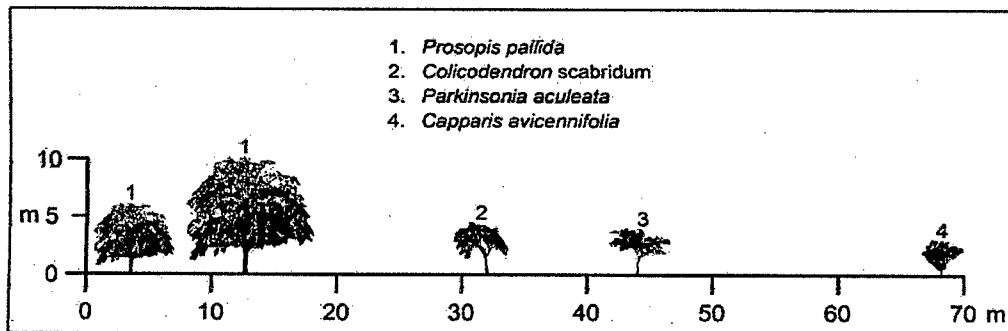 1. Prosopis pallida
2. Colicodendron scabridum
3. Parkinsonia aculeata
4. Capparis avicennifolia
10
1
1
m 5
2
3
4
0
0 10 20 30 40 50 60 70 m